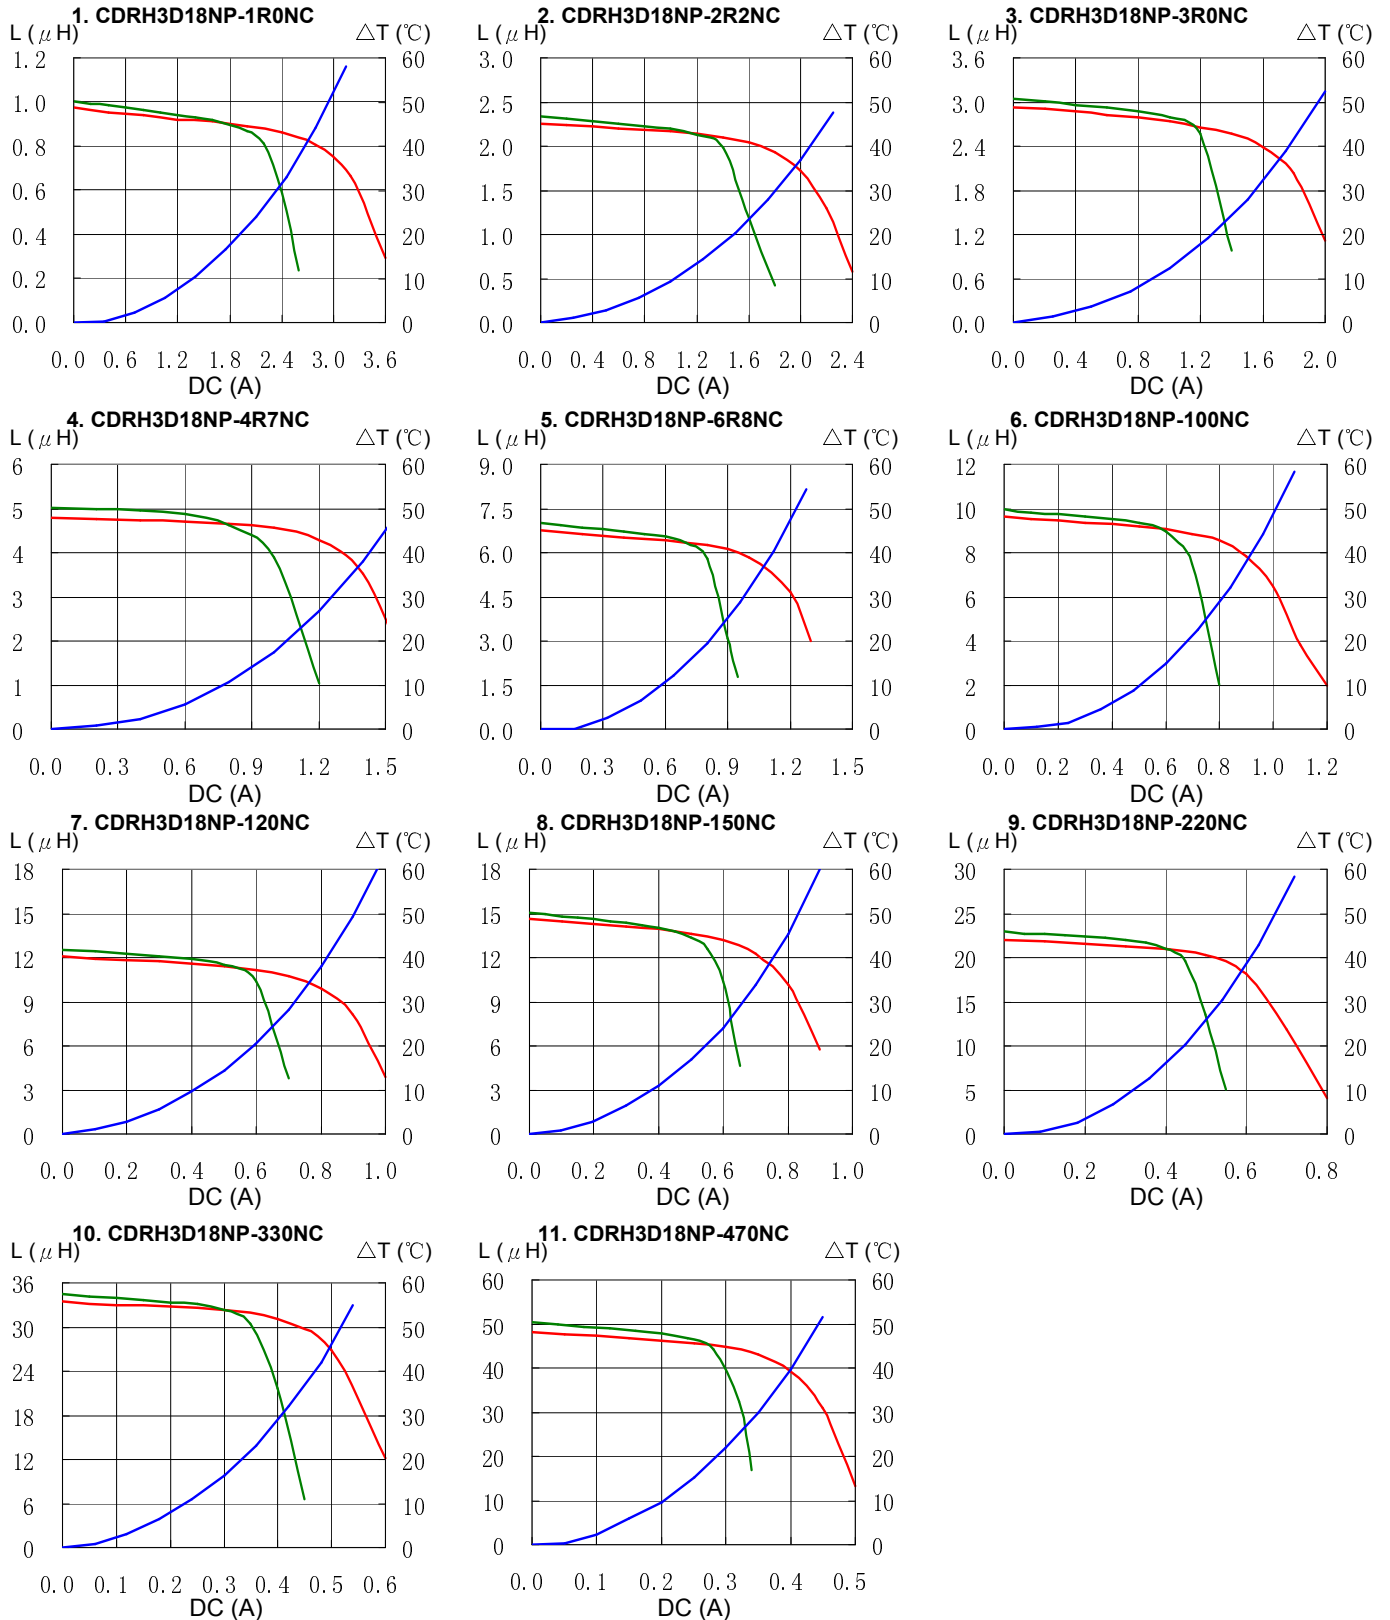 1. CDRH3D18NP-1R0NC
L (μH) △T (℃)
1.2 60
1.0 50
0.8 40
0.6 30
0.4 20
0.2 10
0.0 0
0.0 0.6 1.2 1.8 2.4 3.0 3.6
DC (A)
2. CDRH3D18NP-2R2NC
L (μH) △T (℃)
3.0 60
2.5 50
2.0 40
1.5 30
1.0 20
0.5 10
0.0 0
0.0 0.4 0.8 1.2 1.6 2.0 2.4
DC (A)
3. CDRH3D18NP-3R0NC
L (μH) △T (℃)
3.6 60
3.0 50
2.4 40
1.8 30
1.2 20
0.6 10
0.0 0
0.0 0.4 0.8 1.2 1.6 2.0
DC (A)
4. CDRH3D18NP-4R7NC
L (μH) △T (℃)
6 60
5 50
4 40
3 30
2 20
1 10
0 0
0.0 0.3 0.6 0.9 1.2 1.5
DC (A)
5. CDRH3D18NP-6R8NC
L (μH) △T (℃)
9.0 60
7.5 50
6.0 40
4.5 30
3.0 20
1.5 10
0.0 0
0.0 0.3 0.6 0.9 1.2 1.5
DC (A)
6. CDRH3D18NP-100NC
L (μH) △T (℃)
12 60
10 50
8 40
6 30
4 20
2 10
0 0
0.0 0.2 0.4 0.6 0.8 1.0 1.2
DC (A)
7. CDRH3D18NP-120NC
L (μH) △T (℃)
18 60
15 50
12 40
9 30
6 20
3 10
0 0
0.0 0.2 0.4 0.6 0.8 1.0
DC (A)
8. CDRH3D18NP-150NC
L (μH) △T (℃)
18 60
15 50
12 40
9 30
6 20
3 10
0 0
0.0 0.2 0.4 0.6 0.8 1.0
DC (A)
9. CDRH3D18NP-220NC
L (μH) △T (℃)
30 60
25 50
20 40
15 30
10 20
5 10
0 0
0.0 0.2 0.4 0.6 0.8
DC (A)
10. CDRH3D18NP-330NC
L (μH) △T (℃)
36 60
30 50
24 40
18 30
12 20
6 10
0 0
0.0 0.1 0.2 0.3 0.4 0.5 0.6
DC (A)
11. CDRH3D18NP-470NC
L (μH) △T (℃)
60 60
50 50
40 40
30 30
20 20
10 10
0 0
0.0 0.1 0.2 0.3 0.4 0.5
DC (A)